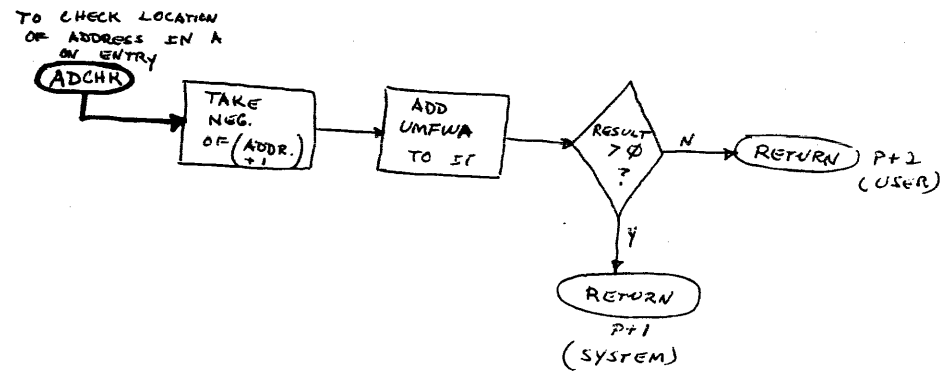 TO CHECK LOCATION
OF ADDRESS IN A
ON ENTRY
ADCHK
TAKE
NEG.
OF (ADDR.
+1)
ADD
UMFWA
TO IT
RESULT
> Ø
?
N
RETURN
P+2
(USER)
Y
RETURN
P+1
(SYSTEM)